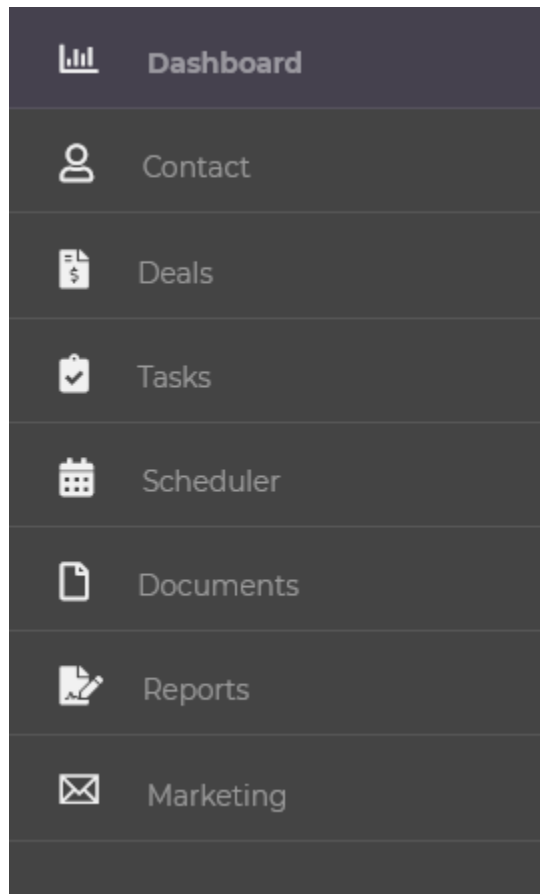 Dashboard
Contact
Deals
Tasks
Scheduler
Documents
Reports
Marketing